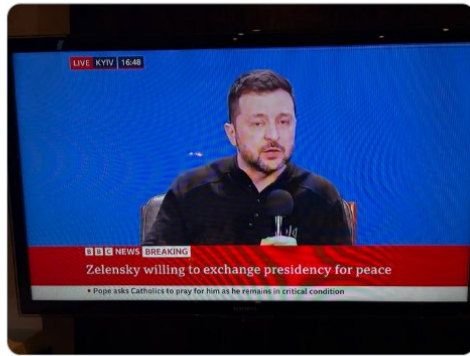 LIVE KYIV 16:48
BBC NEWS BREAKING
Zelensky willing to exchange presidency for peace
• Pope asks Catholics to pray for him as he remains in critical condition